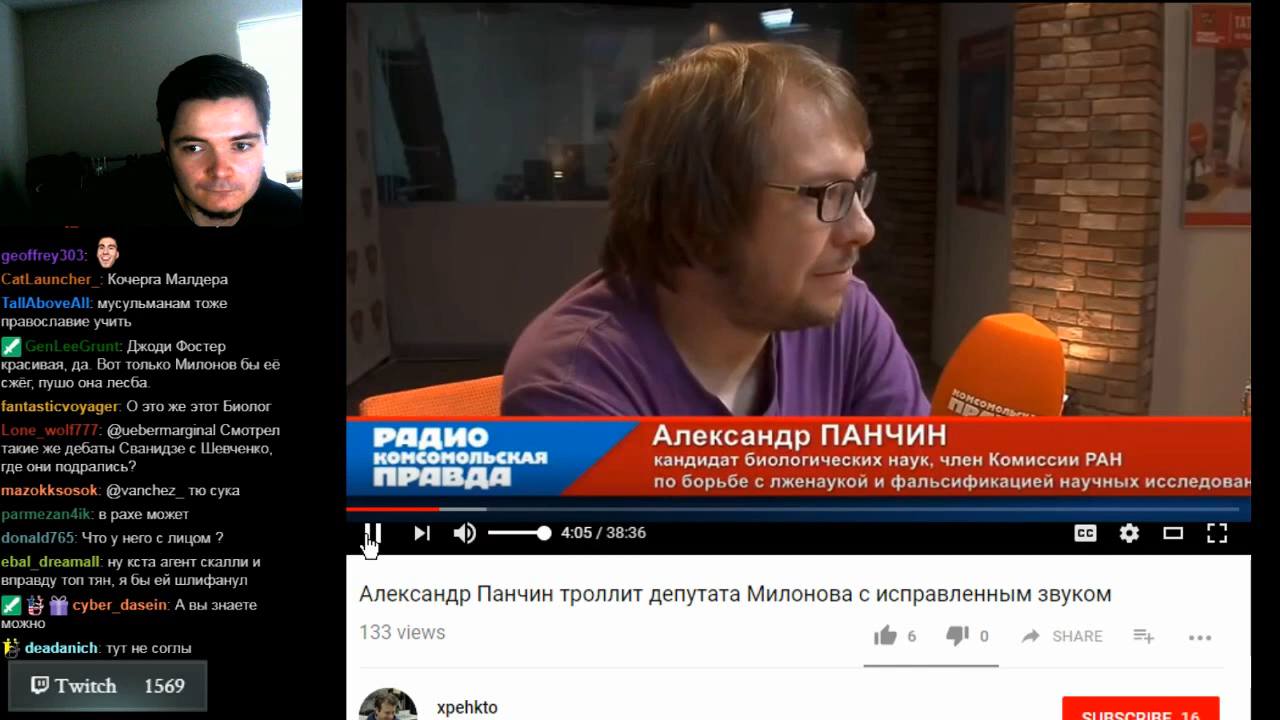 geoffrey303:
CatLauncher_: Кочерга Малдера
TallAboveAll: мусульманам тоже
православие учить
GenLeeGrunt: Джоди Фостер
красивая, да. Вот только Милонов бы её
сжёг, пушо она лесба.
fantasticvoyager: О это же этот Биолог
Lone_wolf777: @uebermarginal Смотрел
такие же дебаты Сванидзе с Шевченко,
где они подрались?
mazokksosok: @vanchez_ тю сука
parmezan4ik: в рахе может
donald765: Что у него с лицом ?
ebal_dreamall: ну кста агент скалли и
вправду топ тян, я бы ей шлифанул
cyber_dasein: А вы знаете
можно
deadanich: тут не соглы
Twitch 1569
КОМСОМОЛЬСКАЯ
РАДИО
КОМСОМОЛЬСКАЯ
ПРАВДА
Александр ПАНЧИН
кандидат биологических наук, член Комиссии РАН
по борьбе с лженаукой и фальсификацией научных исследован
4:05 / 38:36
CC
Александр Панчин троллит депутата Милонова с исправленным звуком
133 views
6
0
SHARE
xpehkto
SUBSCRIBE 16